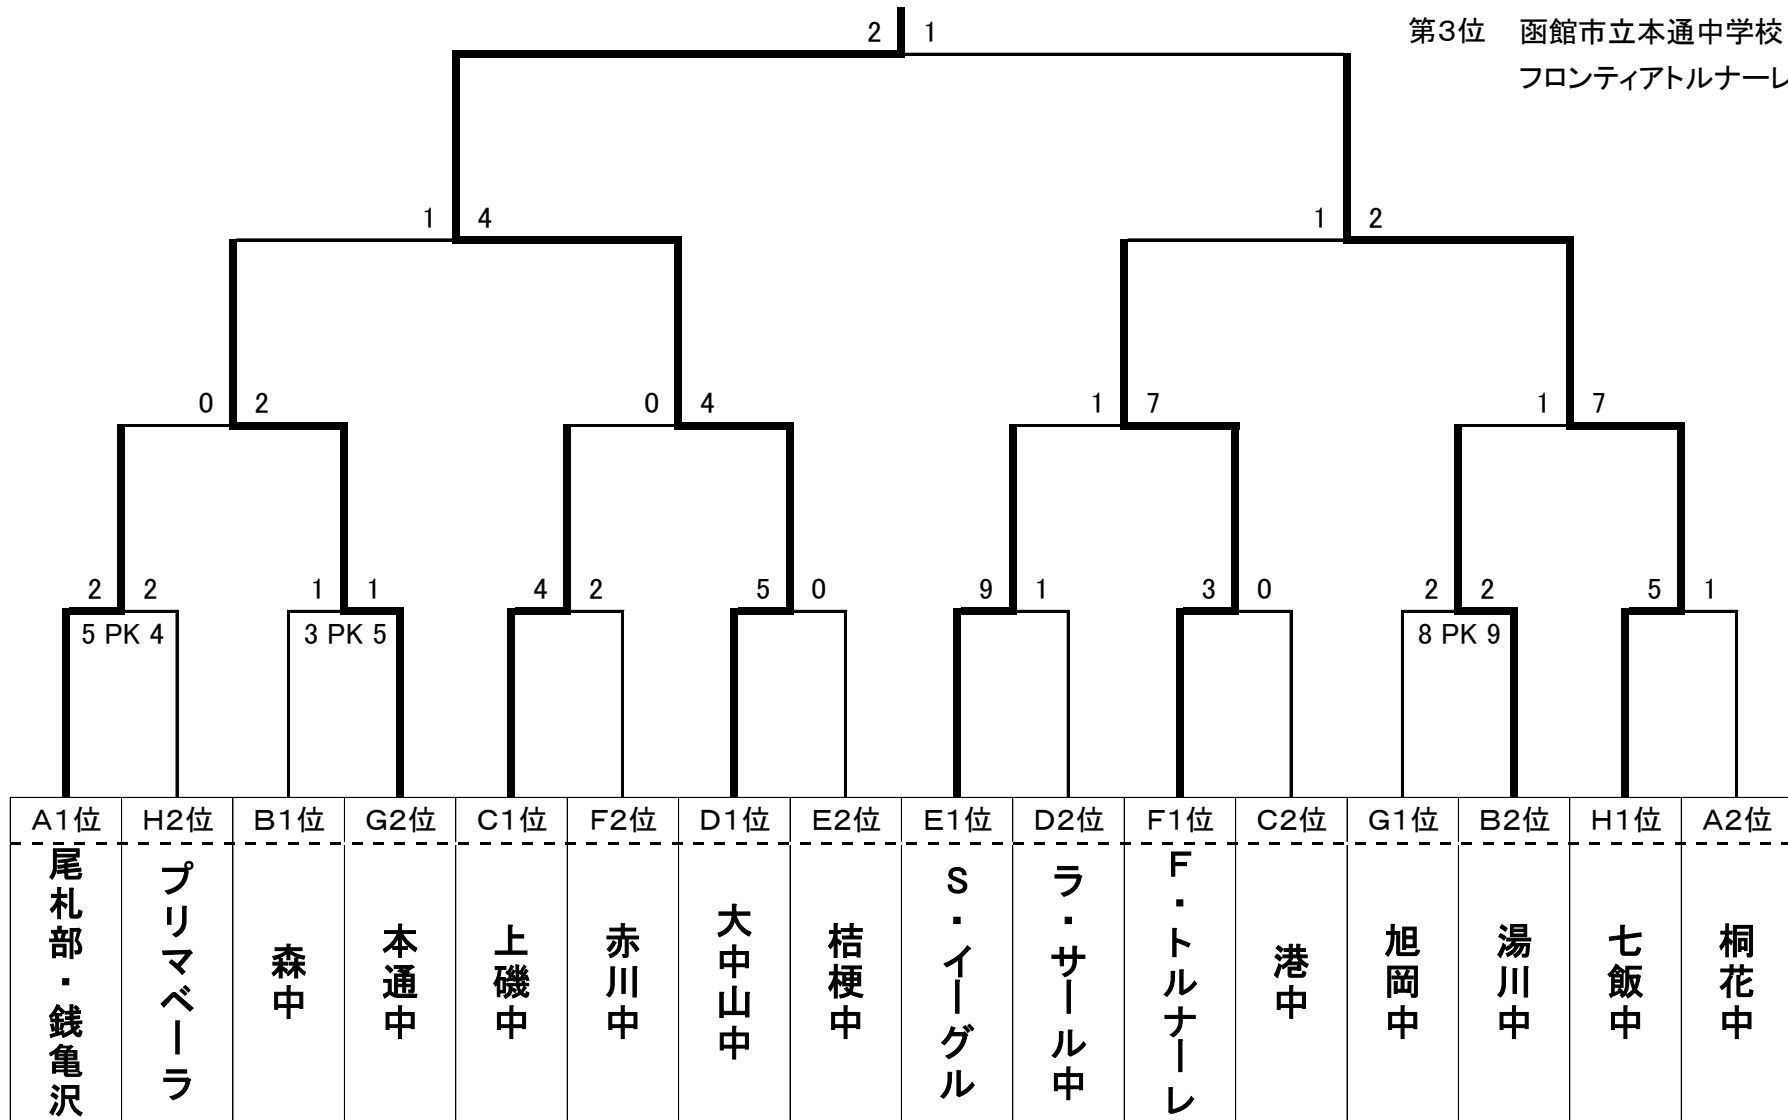 2 1
第3位 函館市立本通中学校
フロンティアトルナーレ
1 4
1 2
0 2
0 4
1 7
1 7
2 2
1 1
4 2
5 0
9 1
3 0
2 2
5 1
5 PK 4
3 PK 5
8 PK 9
A1位 H2位 B1位 G2位 C1位 F2位 D1位 E2位 E1位 D2位 F1位 C2位 G1位 B2位 H1位 A2位
尾札部・銭亀沢
プリマベーラ
森中
本通中
上磯中
赤川中
大中山中
桔梗中
S・イーグル
ラ・サール中
F・トルナーレ
港中
旭岡中
湯川中
七飯中
桐花中